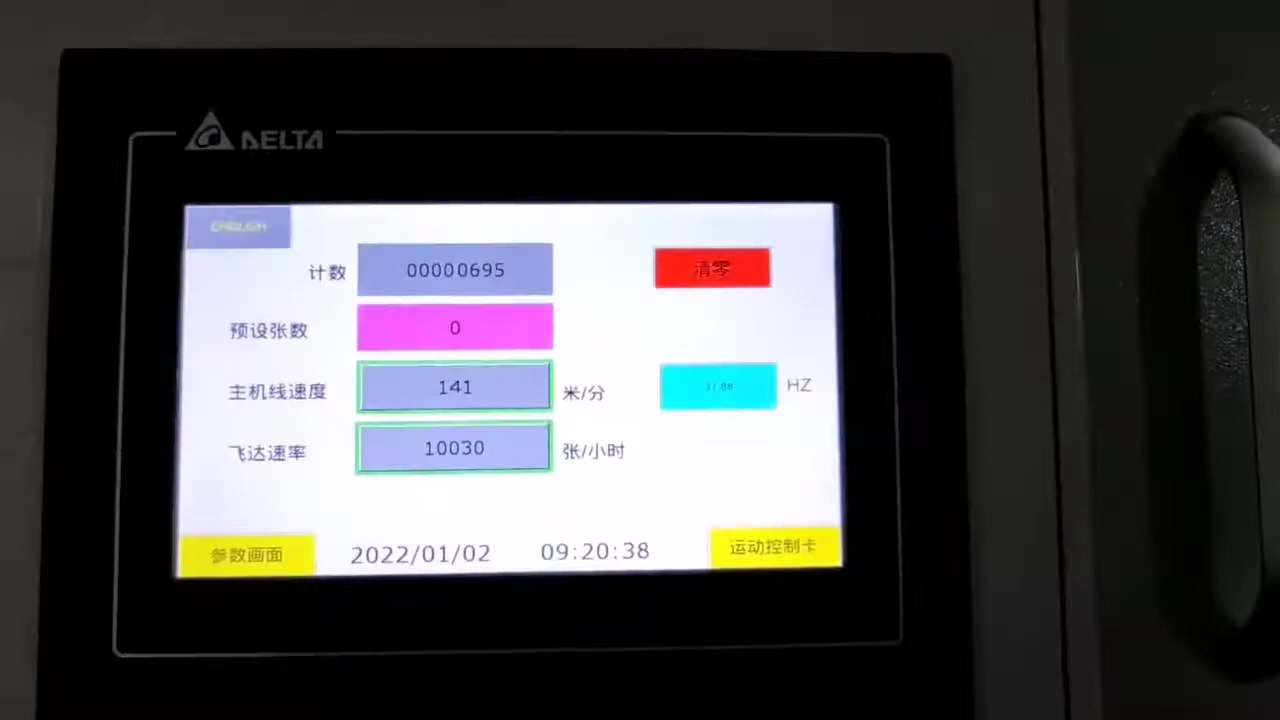 DELTA
ENGLISH
计数 00000695 清零
预设张数 0
主机线速度 141 米/分 HZ
飞达速率 10030 张/小时
参数画面 2022/01/02 09:20:38 运动控制卡